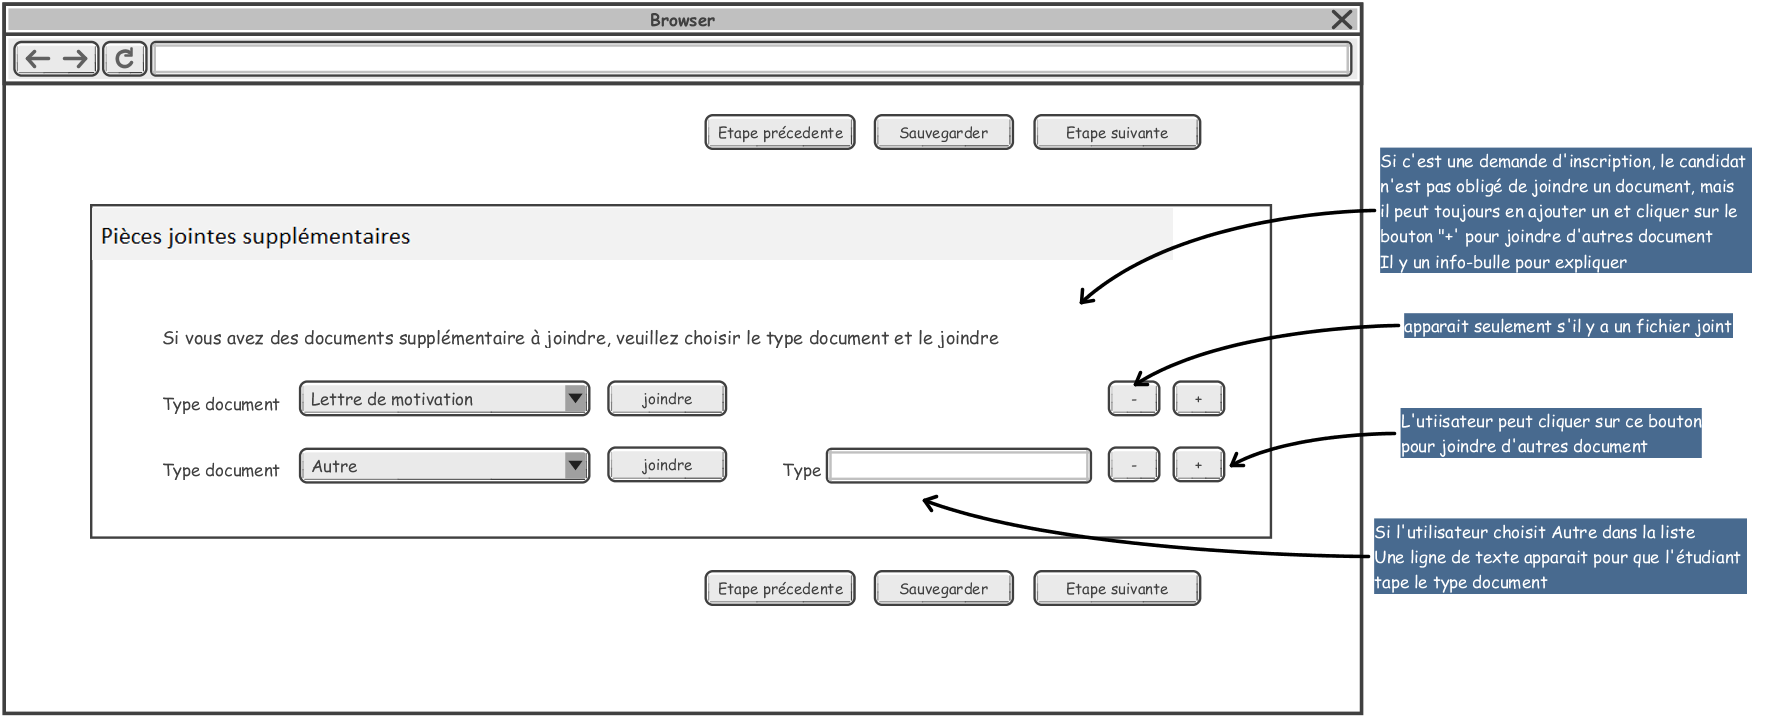 Browser
Etape précedente Sauvegarder Etape suivante
Pièces jointes supplémentaires
Si vous avez des documents supplémentaire à joindre, veuillez choisir le type document et le joindre
Type document Lettre de motivation joindre - +
Type document Autre joindre Type - +
Etape précedente Sauvegarder Etape suivante
Si c'est une demande d'inscription, le candidat
n'est pas obligé de joindre un document, mais
il peut toujours en ajouter un et cliquer sur le
bouton "+' pour joindre d'autres document
Il y un info-bulle pour expliquer
apparait seulement s'il y a un fichier joint
L'utiisateur peut cliquer sur ce bouton
pour joindre d'autres document
Si l'utilisateur choisit Autre dans la liste
Une ligne de texte apparait pour que l'étudiant
tape le type document